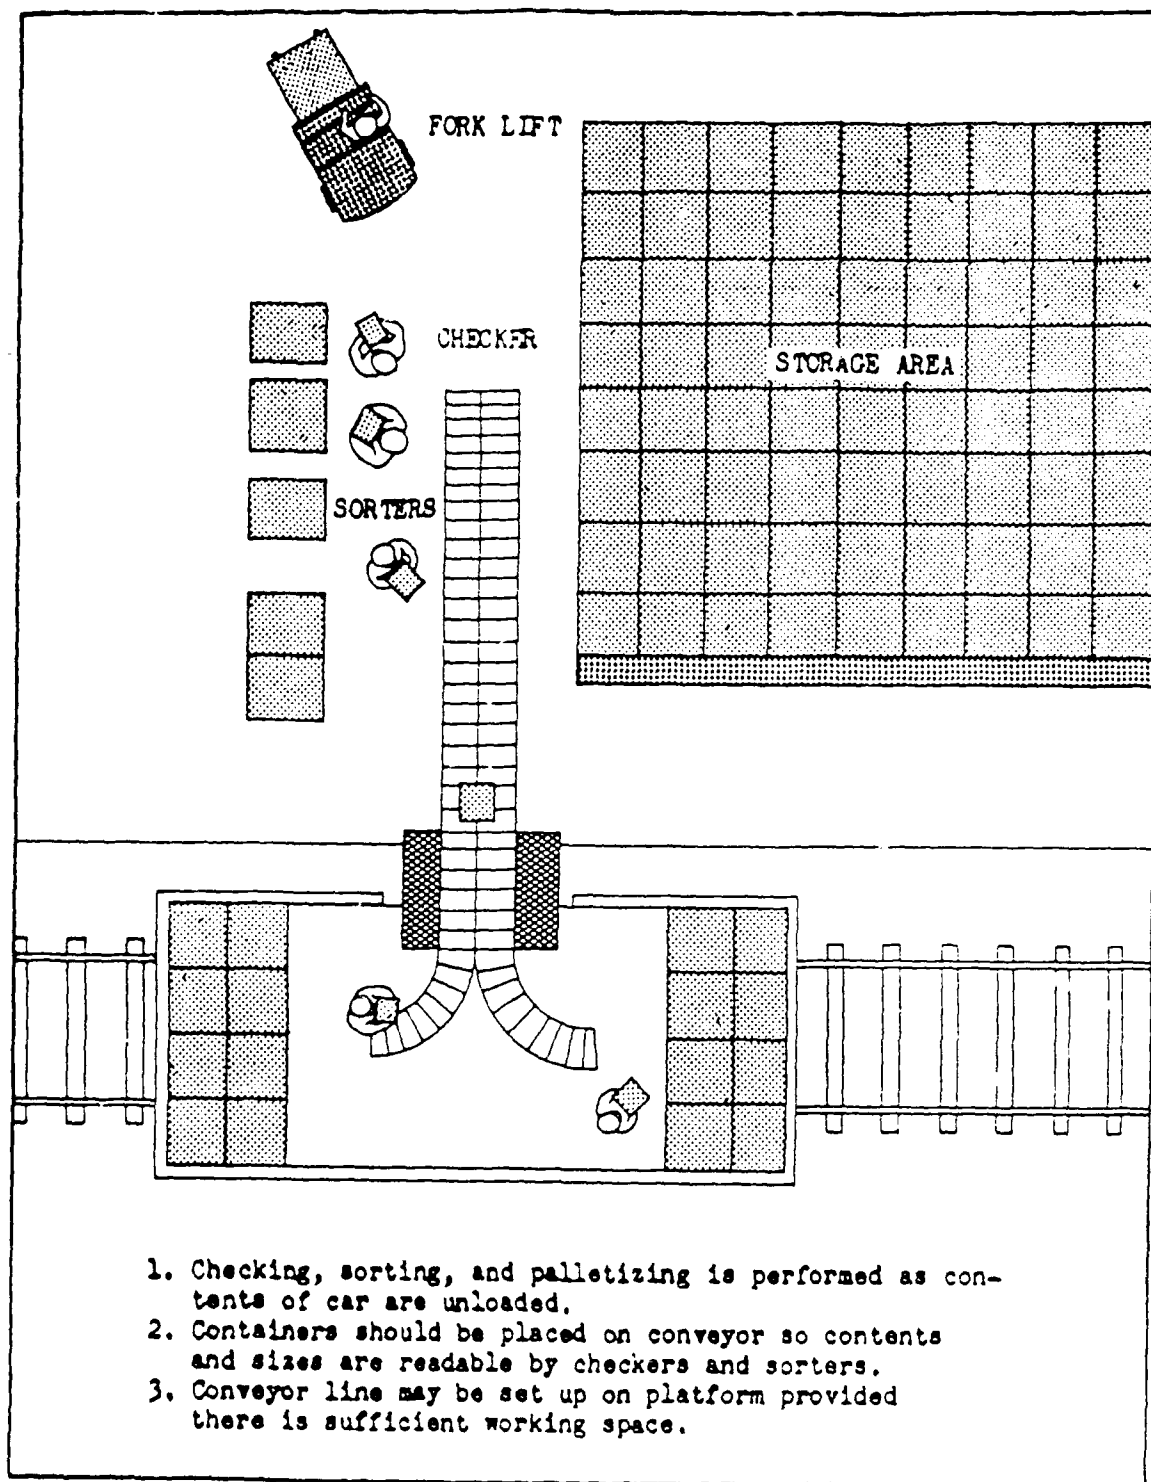 FORK LIFT
CHECKER
STORAGE AREA
SORTERS
1. Checking, sorting, and palletizing is performed as con-
tents of car are unloaded.
2. Containers should be placed on conveyor so contents
and sizes are readable by checkers and sorters.
3. Conveyor line may be set up on platform provided
there is sufficient working space.